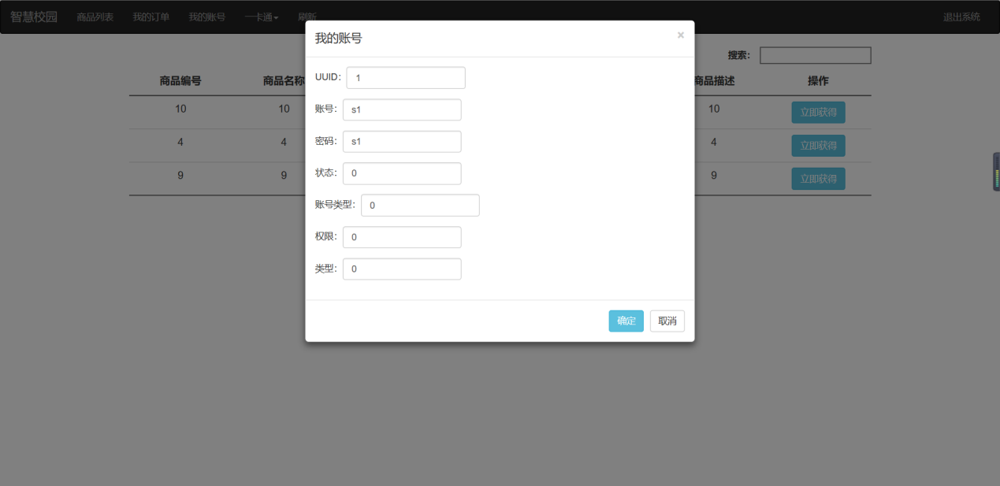 智慧校园 商品列表 我的订单 我的账号 一卡通 刷新 退出系统
我的账号 ×
搜索：
商品编号 商品名称 商品描述 操作
10 10 10 立即获得
4 4 4 立即获得
9 9 9 立即获得
UUID： 1
账号： s1
密码： s1
状态： 0
账号类型： 0
权限： 0
类型： 0
确定 取消